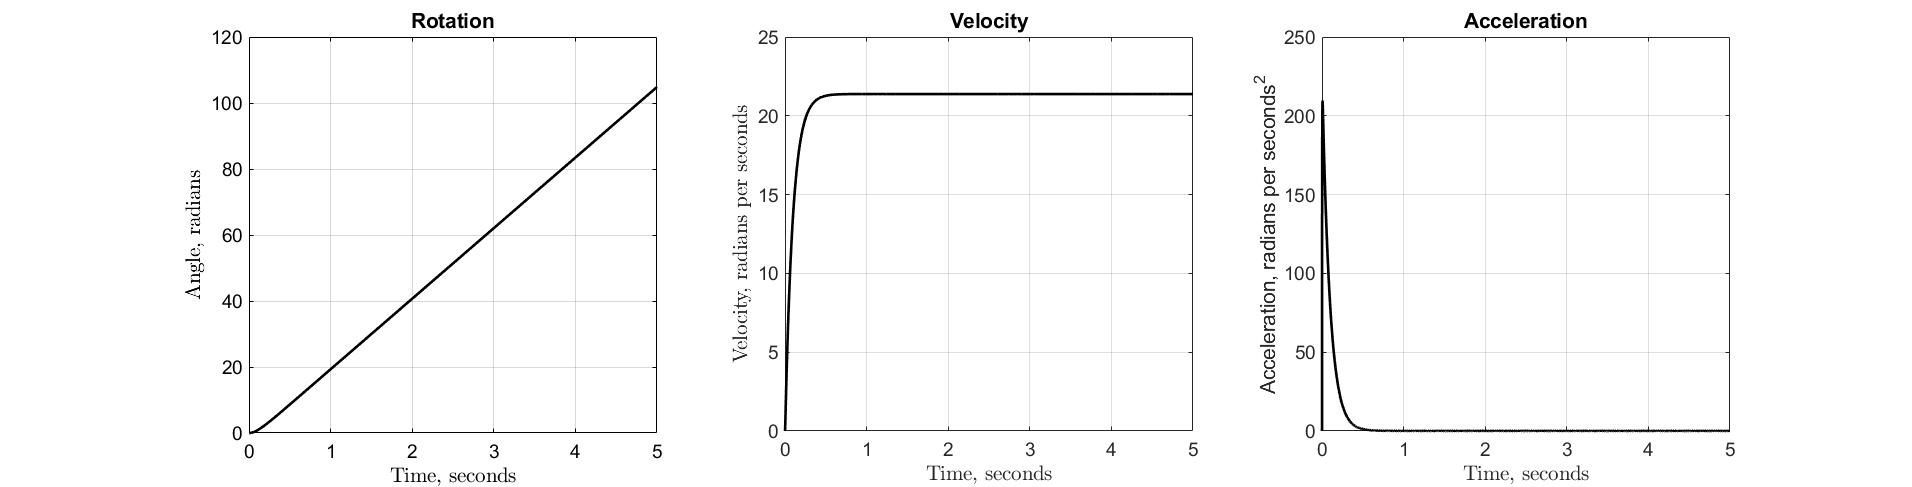 Rotation
120
100
80
60
40
20
0
Angle, radians
0 1 2 3 4 5
Time, seconds
Velocity
25
20
15
10
5
0
Velocity, radians per seconds
0 1 2 3 4 5
Time, seconds
Acceleration
250
200
150
100
50
0
Acceleration, radians per seconds²
0 1 2 3 4 5
Time, seconds